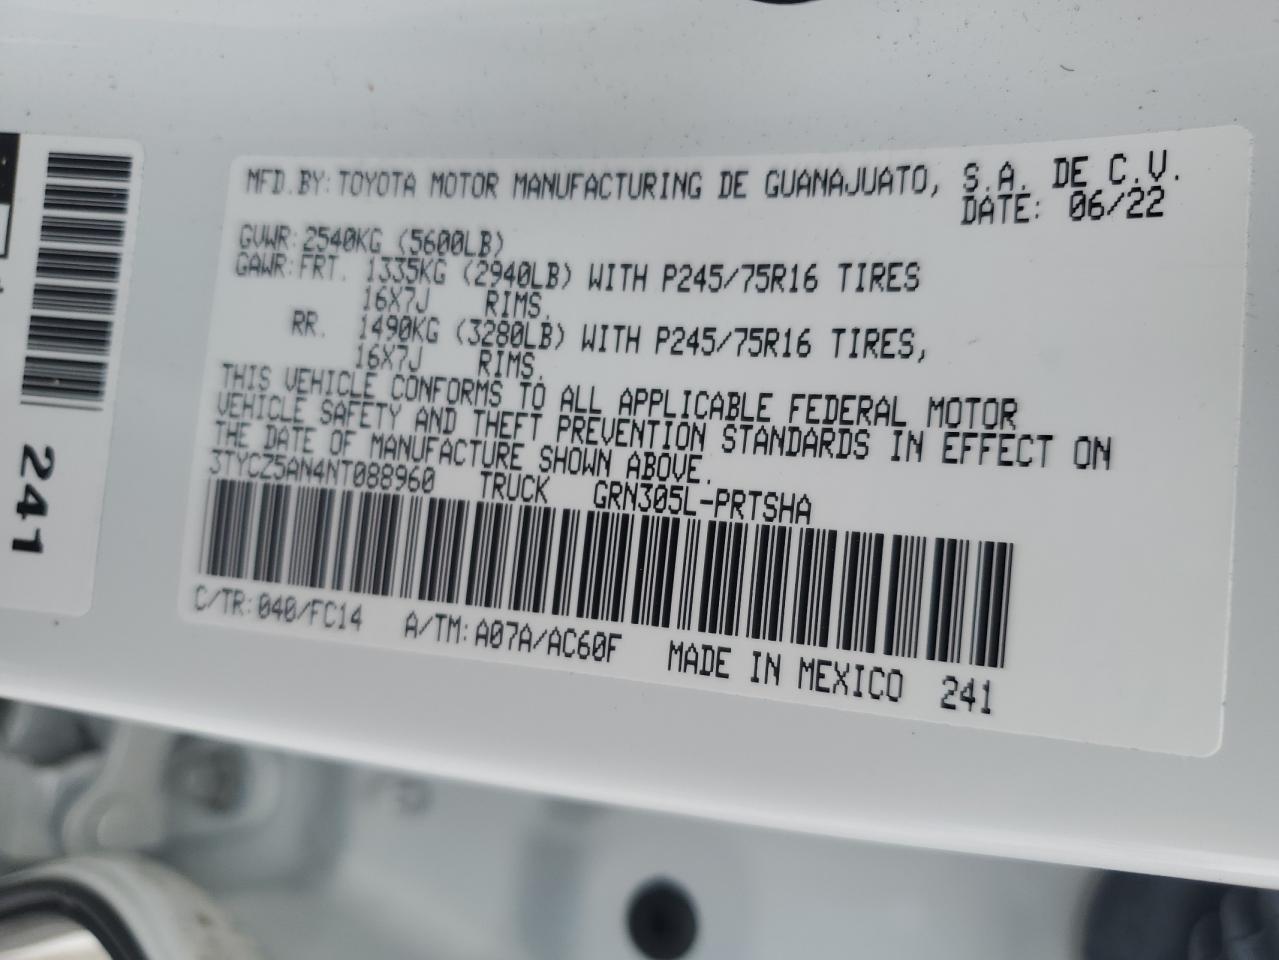 MFD. BY: TOYOTA MOTOR MANUFACTURING DE GUANAJUATO, S.A. DE C.V.
DATE: 06/22
GVWR: 2540KG (5600LB)
GAWR: FRT. 1335KG (2940LB) WITH P245/75R16 TIRES
16X7J RIMS.
RR. 1490KG (3280LB) WITH P245/75R16 TIRES,
16X7J RIMS.
THIS VEHICLE CONFORMS TO ALL APPLICABLE FEDERAL MOTOR
VEHICLE SAFETY AND THEFT PREVENTION STANDARDS IN EFFECT ON
THE DATE OF MANUFACTURE SHOWN ABOVE.
3TYCZ5AN4NT088960 TRUCK GRN305L-PRTSHA
C/TR: 040/FC14 A/TM: A07A/AC60F MADE IN MEXICO 241
241